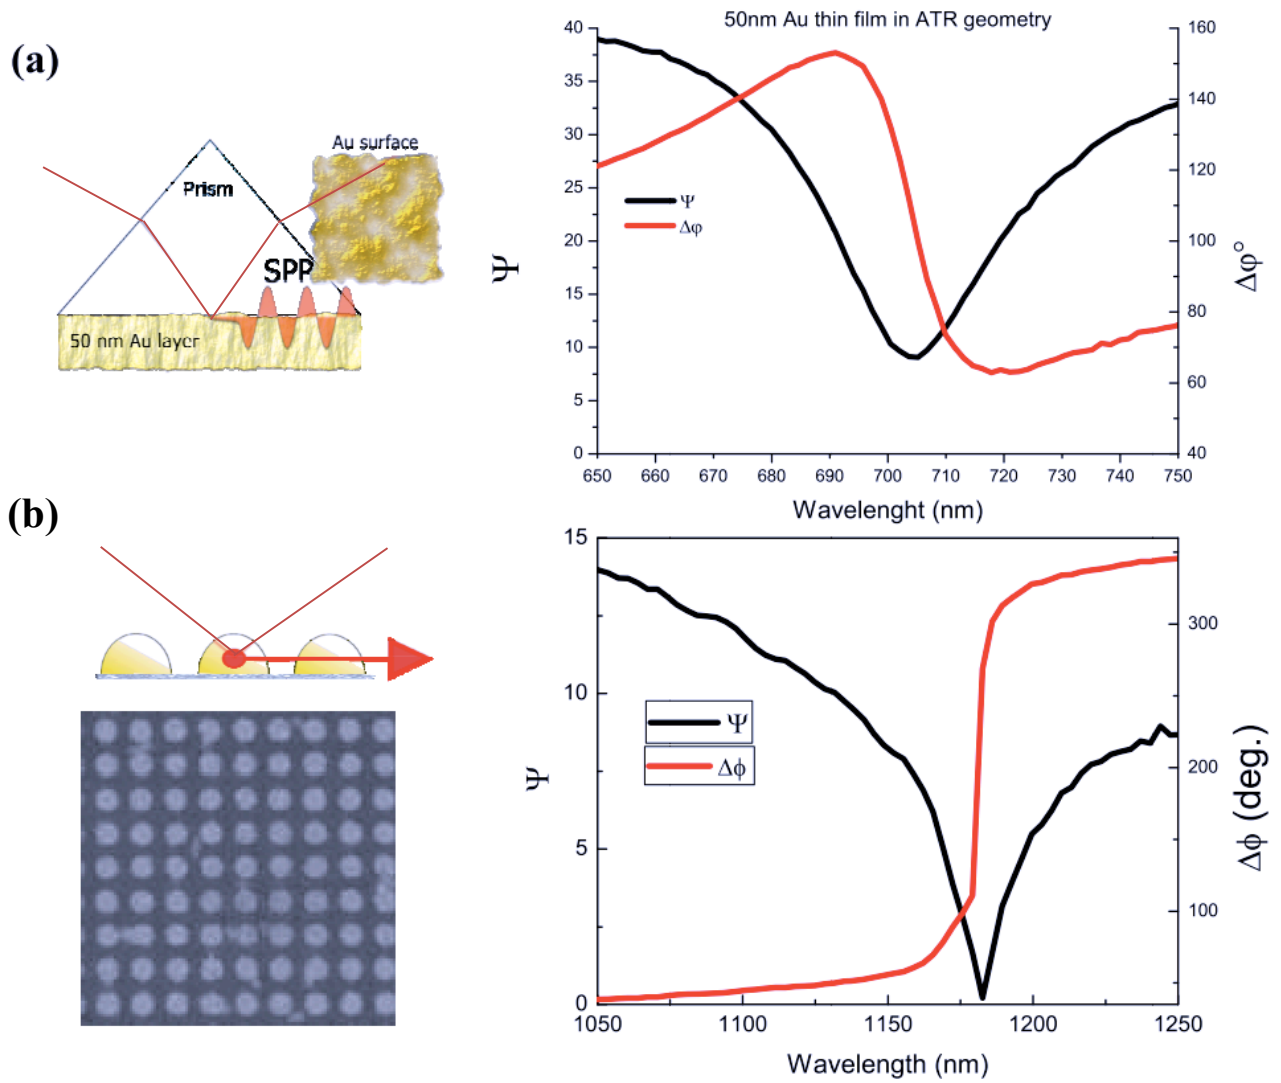 (a)
Prism
Au surface
SPP
50 nm Au layer
50nm Au thin film in ATR geometry
40
35
30
25
20
15
10
5
0
Ψ
Ψ
Δφ
160
140
120
100
80
60
40
Δφ°
650 660 670 680 690 700 710 720 730 740 750
Wavelenght (nm)
(b)
15
10
5
0
Ψ
Ψ
Δϕ
300
200
100
Δϕ (deg.)
1050 1100 1150 1200 1250
Wavelength (nm)